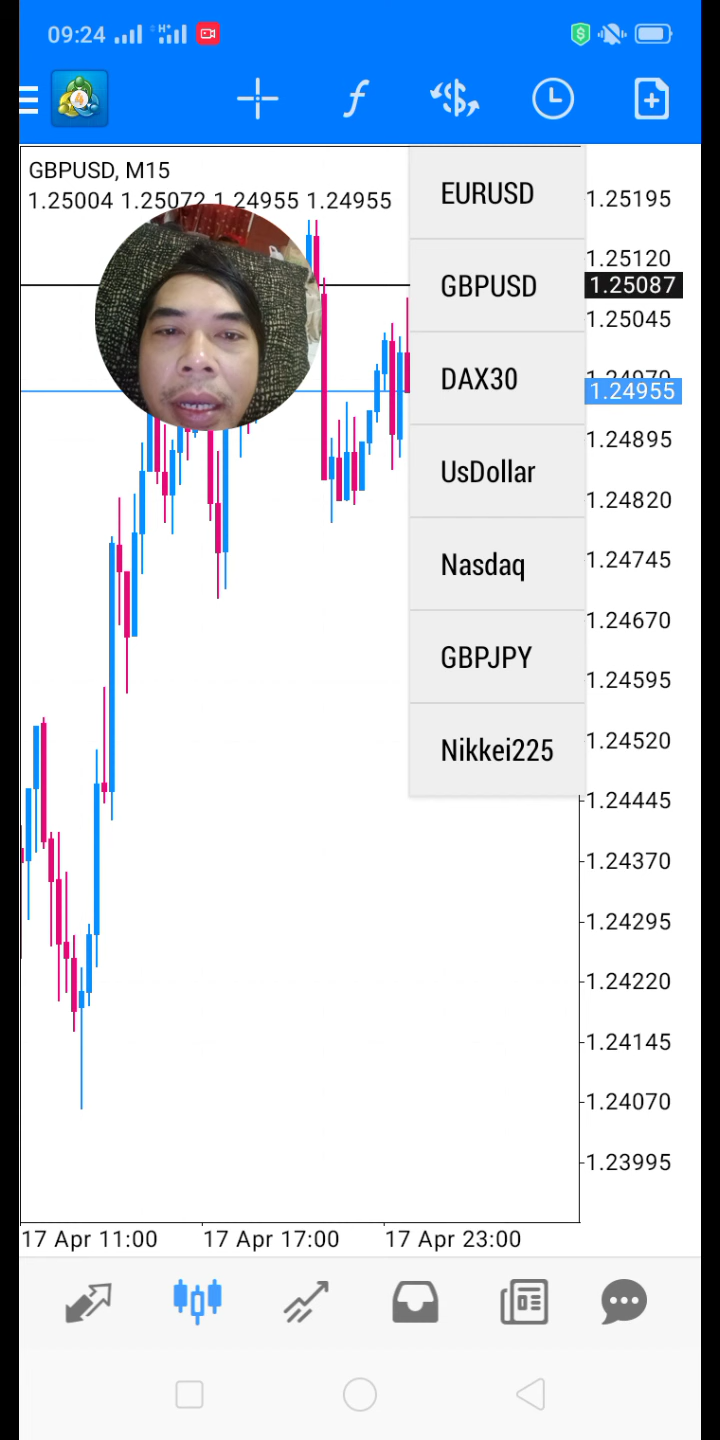 09:24
GBPUSD, M15
1.25004 1.25072 1.24955 1.24955
EURUSD
GBPUSD
DAX30
UsDollar
Nasdaq
GBPJPY
Nikkei225
1.25195
1.25120
1.25087
1.25045
1.24970
1.24955
1.24895
1.24820
1.24745
1.24670
1.24595
1.24520
1.24445
1.24370
1.24295
1.24220
1.24145
1.24070
1.23995
17 Apr 11:00 17 Apr 17:00 17 Apr 23:00